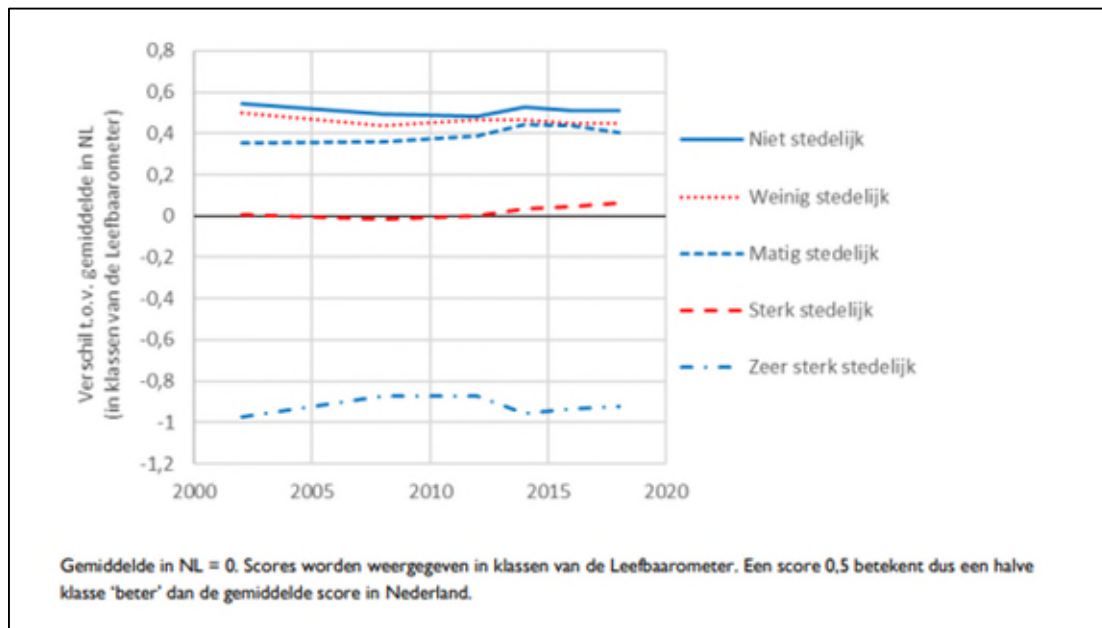 Verschil t.o.v. gemiddelde in NL
(in klassen van de Leefbaarometer)
0,8
0,6
0,4
0,2
0
-0,2
-0,4
-0,6
-0,8
-1
-1,2
2000 2005 2010 2015 2020
Niet stedelijk
Weinig stedelijk
Matig stedelijk
Sterk stedelijk
Zeer sterk stedelijk
Gemiddelde in NL = 0. Scores worden weergegeven in klassen van de Leefbaarometer. Een score 0,5 betekent dus een halve
klasse ‘beter’ dan de gemiddelde score in Nederland.